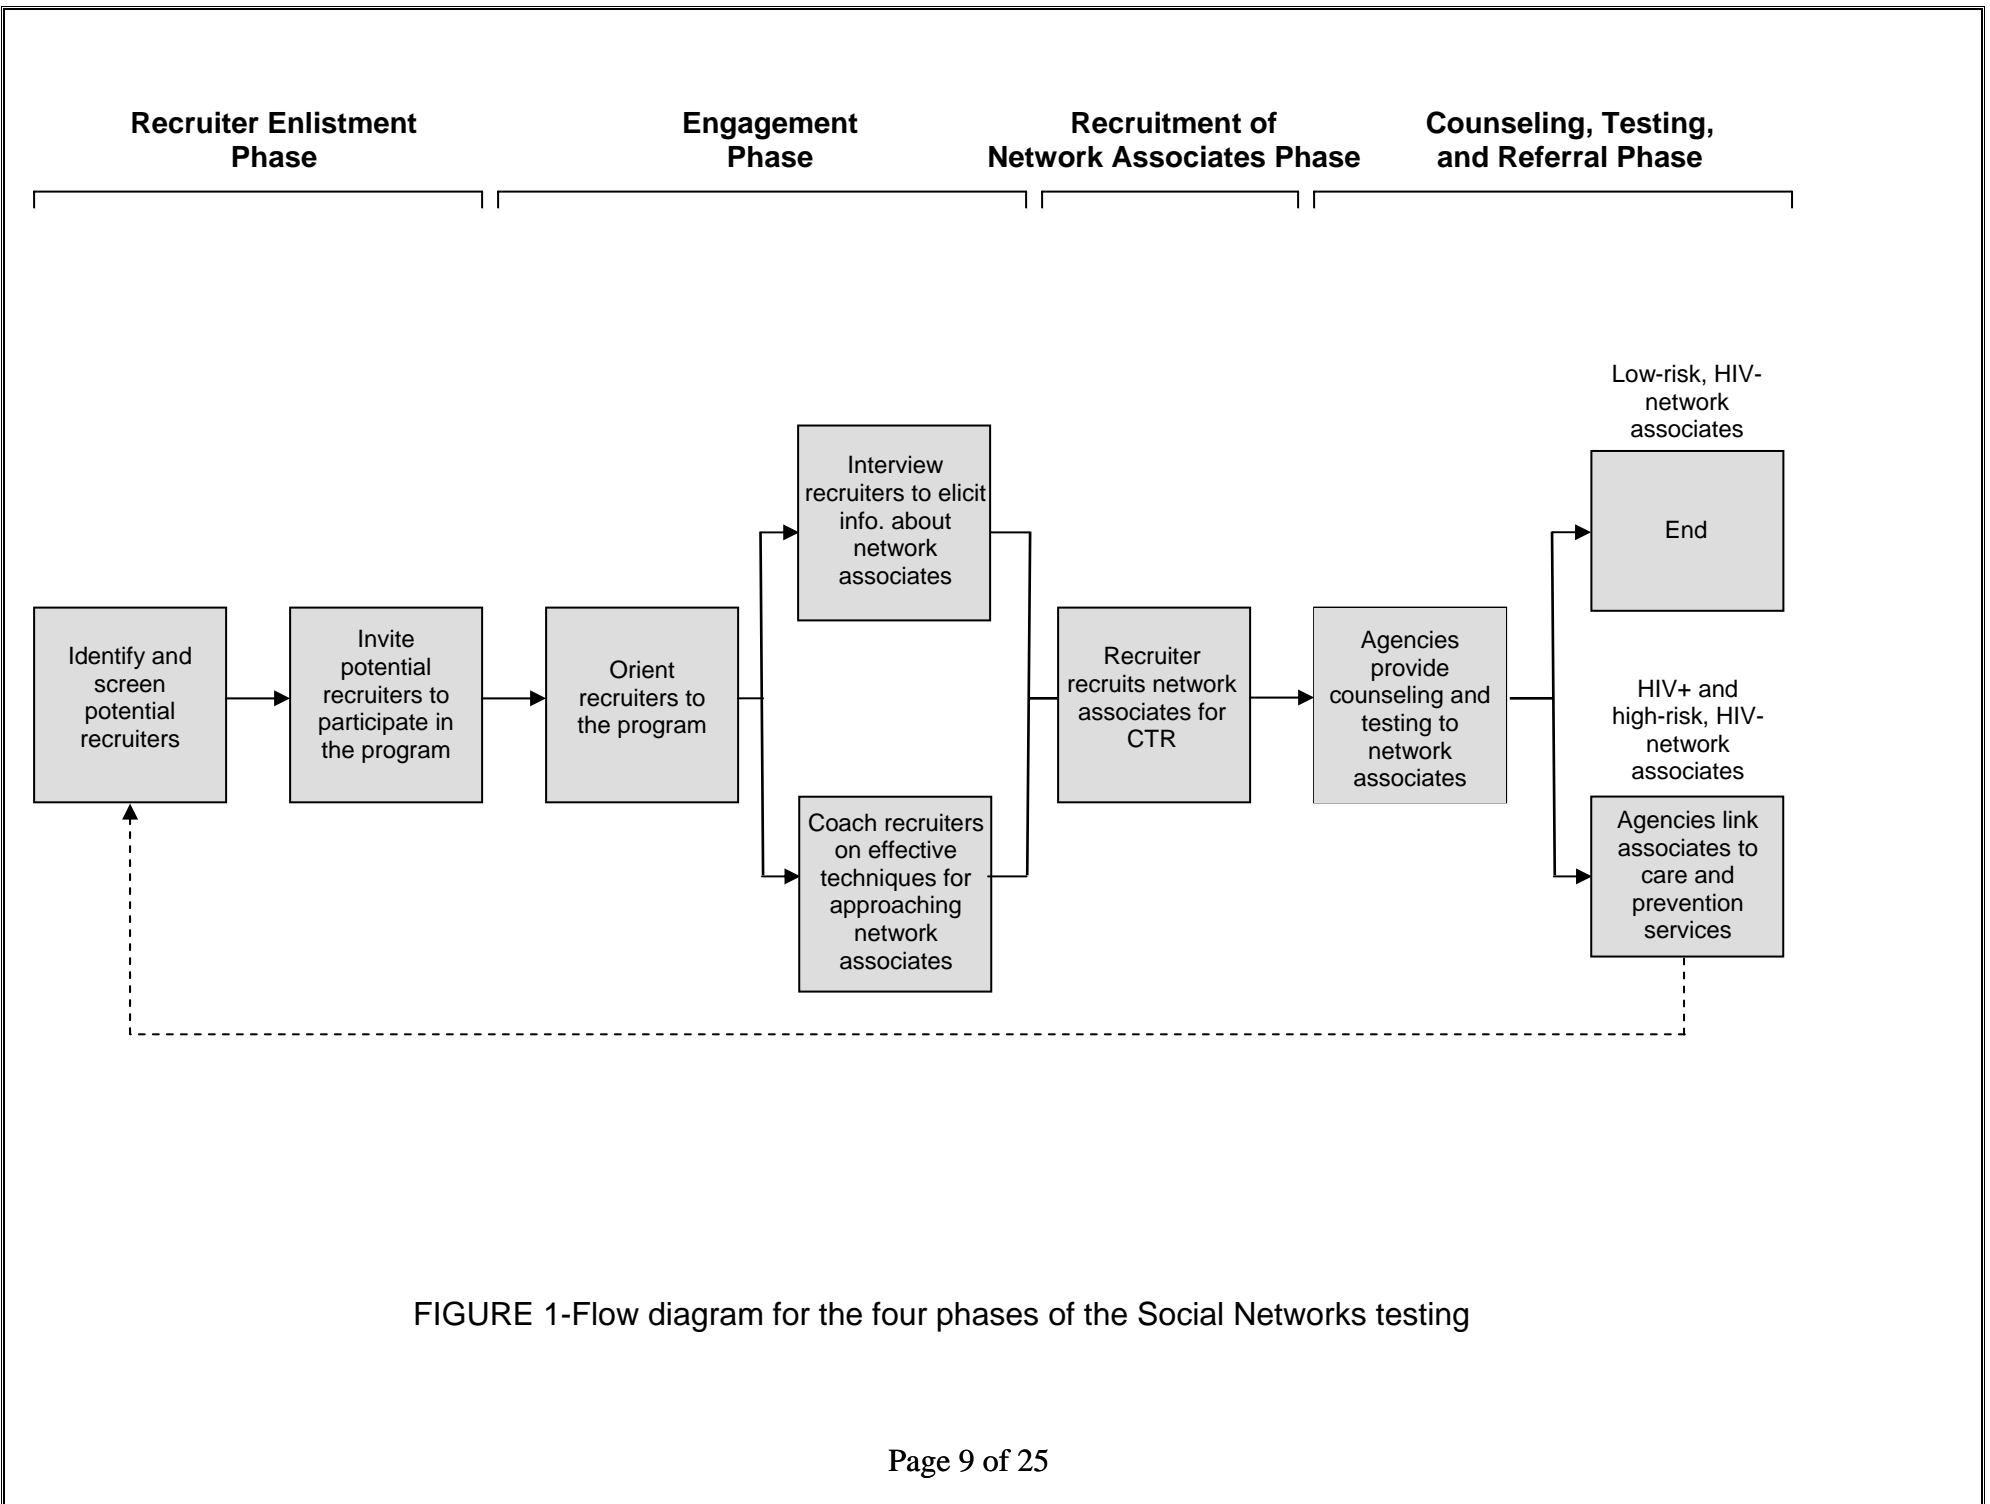 Recruiter Enlistment
Phase
Engagement
Phase
Recruitment of
Network Associates Phase
Counseling, Testing,
and Referral Phase
Identify and
screen
potential
recruiters
Invite
potential
recruiters to
participate in
the program
Orient
recruiters to
the program
Interview
recruiters to elicit
info. about
network
associates
Coach recruiters
on effective
techniques for
approaching
network
associates
Recruiter
recruits network
associates for
CTR
Agencies
provide
counseling and
testing to
network
associates
Low-risk, HIV-
network
associates
End
HIV+ and
high-risk, HIV-
network
associates
Agencies link
associates to
care and
prevention
services
FIGURE 1-Flow diagram for the four phases of the Social Networks testing
Page 9 of 25